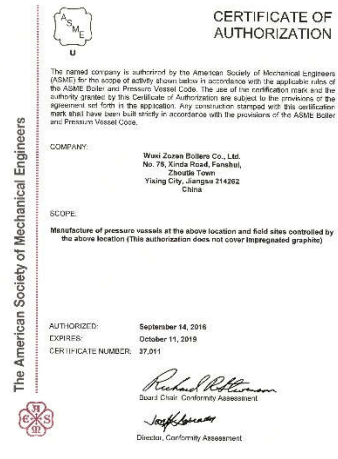 CERTIFICATE OF
AUTHORIZATION
ASME
U
The named company is authorized by the American Society of Mechanical Engineers
(ASME) for the scope of activity shown below in accordance with the applicable rules of
the ASME Boiler and Pressure Vessel Code. The use of the certification mark and the
authority granted by this Certificate of Authorization are subject to the provisions of the
agreement set forth in the application. Any construction stamped with this certification
mark shall have been built strictly in accordance with the provisions of the ASME Boiler
and Pressure Vessel Code.
COMPANY:
Wuxi Zozen Boilers Co., Ltd.
No. 75, Xinda Road, Fenshui,
Zhoutie Town
Yixing City, Jiangsu 214262
China
SCOPE:
Manufacture of pressure vessels at the above location and field sites controlled by
the above location (This authorization does not cover impregnated graphite)
AUTHORIZED: September 14, 2016
EXPIRES: October 11, 2019
CERTIFICATE NUMBER: 37,011
Board Chair, Conformity Assessment
Director, Conformity Assessment
The American Society of Mechanical Engineers